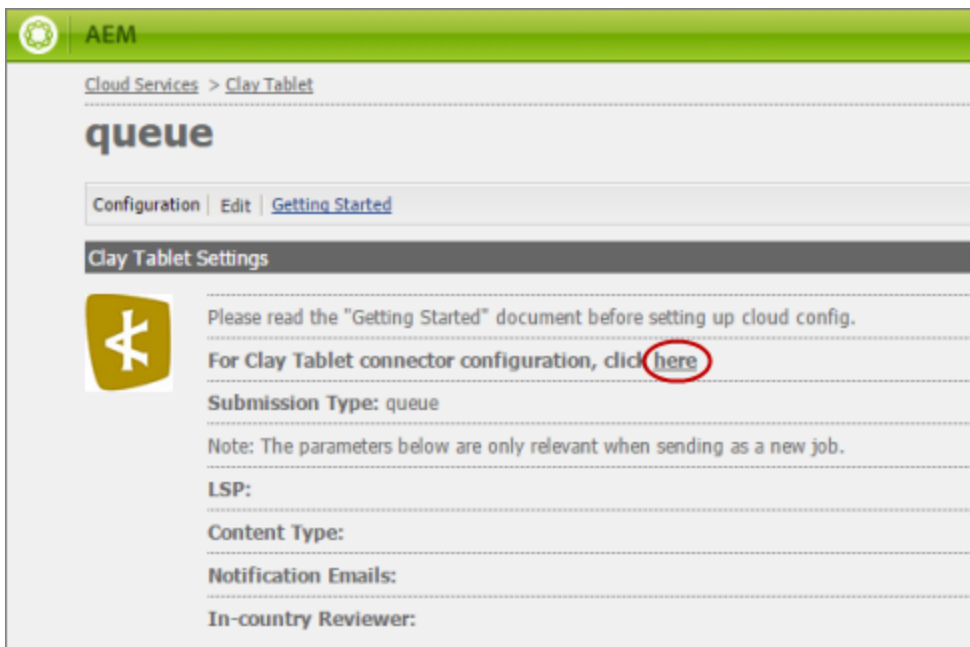 AEM
Cloud Services > Clay Tablet
queue
Configuration | Edit | Getting Started
Clay Tablet Settings
Please read the "Getting Started" document before setting up cloud config.
For Clay Tablet connector configuration, click here
Submission Type: queue
Note: The parameters below are only relevant when sending as a new job.
LSP:
Content Type:
Notification Emails:
In-country Reviewer: